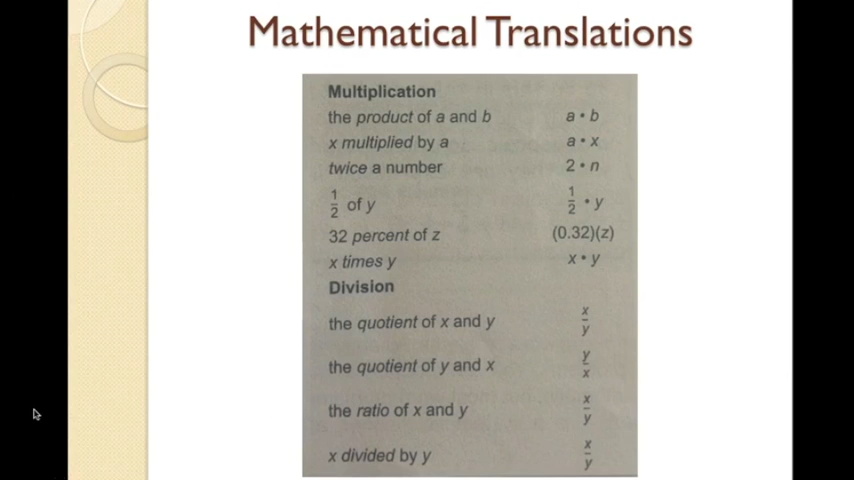 Mathematical Translations
Multiplication
the product of a and b a • b
x multiplied by a a • x
twice a number 2 • n
1/2 of y 1/2 • y
32 percent of z (0.32)(z)
x times y x • y
Division
the quotient of x and y x/y
the quotient of y and x y/x
the ratio of x and y x/y
x divided by y x/y